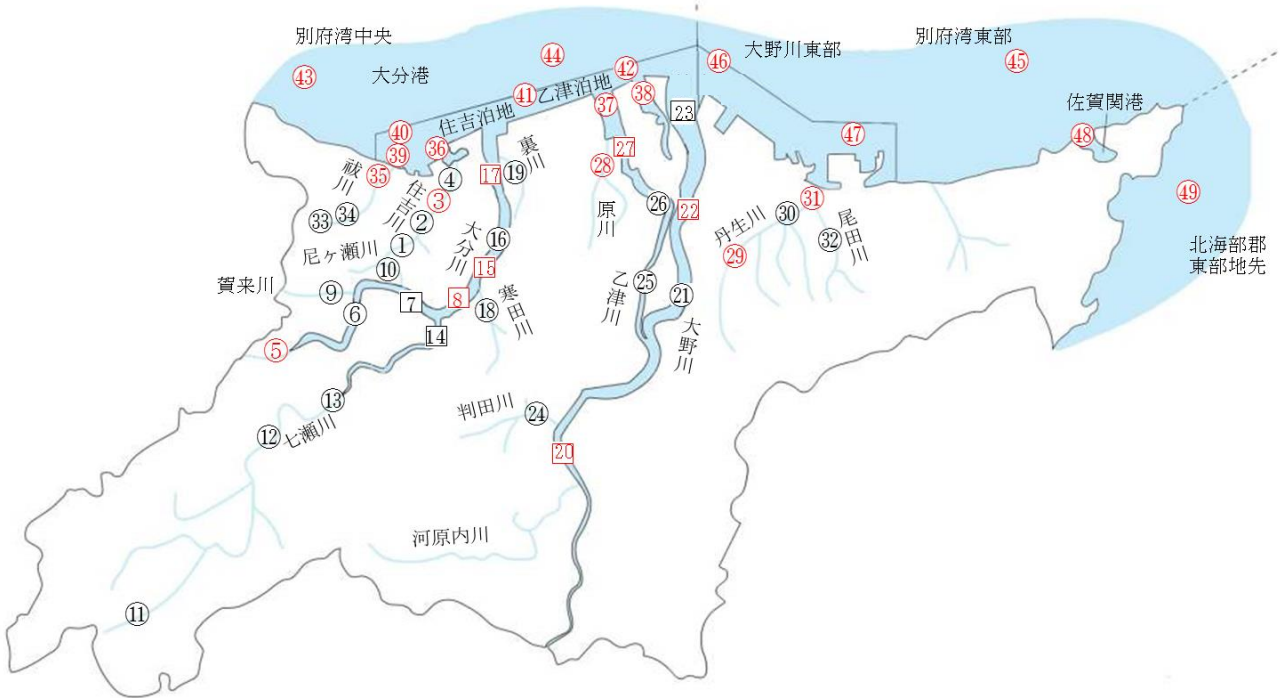 別府湾中央
大分港
大野川東部
別府湾東部
佐賀関港
北海部郡
東部地先
乙津泊地
住吉泊地
祓川
住吉川
裏川
原川
丹生川
尾田川
尼ヶ瀬川
賀来川
大分川
寒田川
乙津川
大野川
判田川
七瀬川
河原内川
①
②
③
④
⑤
⑥
7
8
⑨
⑩
⑪
⑫
⑬
14
15
⑯
17
⑱
⑲
20
㉑
22
23
㉔
㉕
㉖
27
㉘
㉙
㉚
㉛
㉜
㉝
㉞
㉟
㊱
㊲
㊳
㊴
㊵
㊶
㊷
㊸
㊹
㊺
㊻
㊼
㊽
㊾